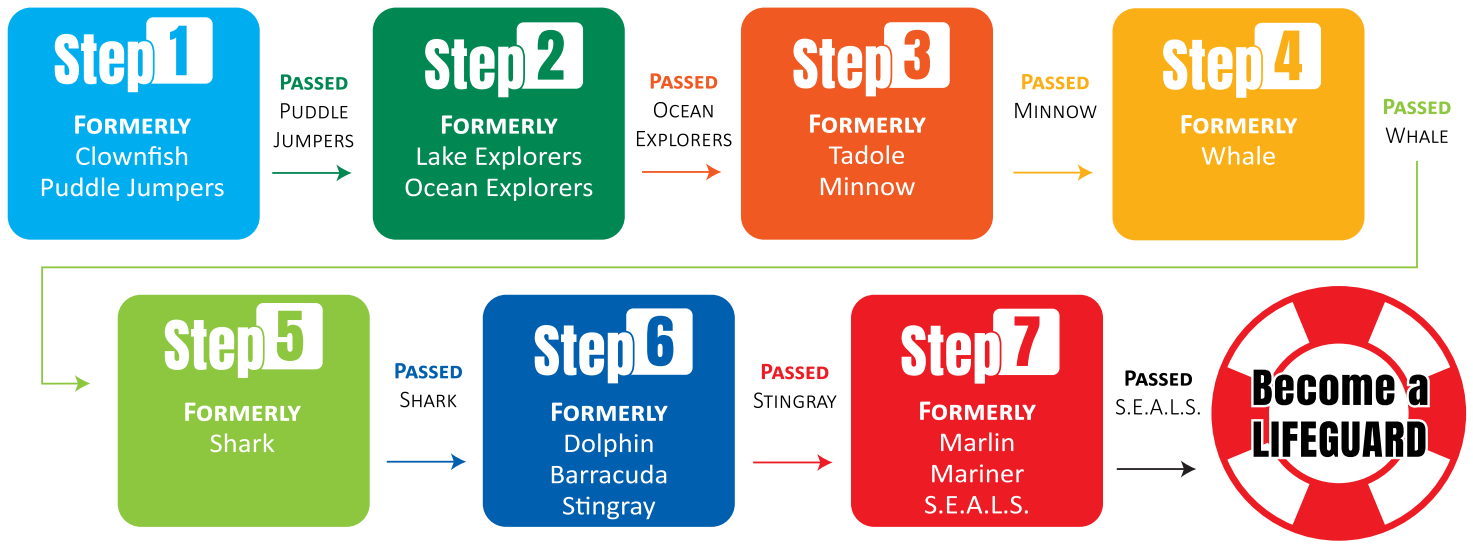 Step 1
FORMERLY
Clownfish
Puddle Jumpers
PASSED
PUDDLE
JUMPERS
Step 2
FORMERLY
Lake Explorers
Ocean Explorers
PASSED
OCEAN
EXPLORERS
Step 3
FORMERLY
Tadole
Minnow
PASSED
MINNOW
Step 4
FORMERLY
Whale
PASSED
WHALE
Step 5
FORMERLY
Shark
PASSED
SHARK
Step 6
FORMERLY
Dolphin
Barracuda
Stingray
PASSED
STINGRAY
Step 7
FORMERLY
Marlin
Mariner
S.E.A.L.S.
PASSED
S.E.A.L.S.
Become a
LIFEGUARD